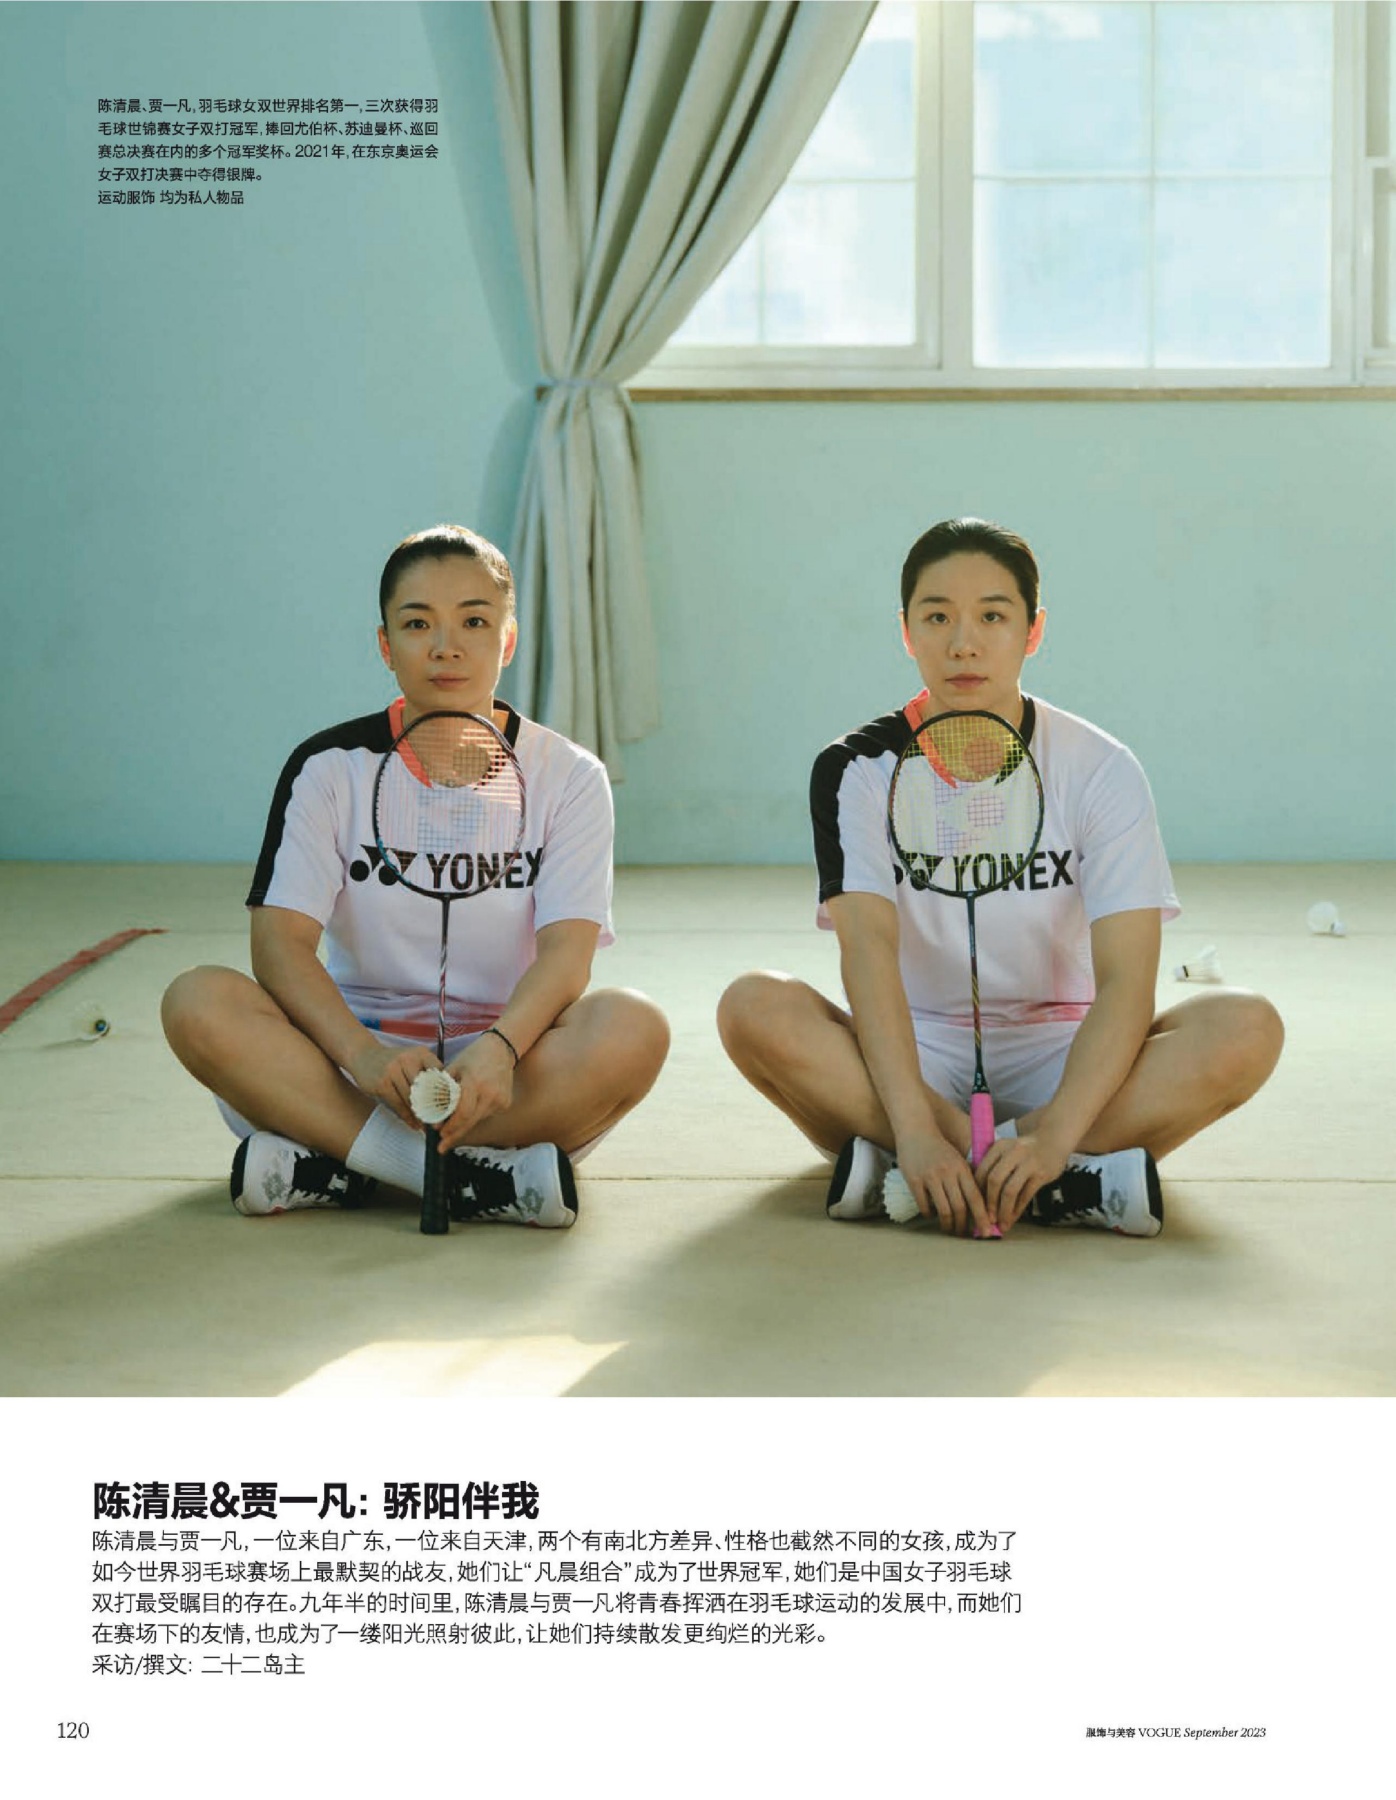 陈清晨、贾一凡,羽毛球女双世界排名第一,三次获得羽
毛球世锦赛女子双打冠军,捧回尤伯杯、苏迪曼杯、巡回
赛总决赛在内的多个冠军奖杯。2021年,在东京奥运会
女子双打决赛中夺得银牌。
运动服饰 均为私人物品
YONEX
YONEX
陈清晨&贾一凡: 骄阳伴我
陈清晨与贾一凡,一位来自广东,一位来自天津,两个有南北方差异、性格也截然不同的女孩,成为了
如今世界羽毛球赛场上最默契的战友,她们让“凡晨组合”成为了世界冠军,她们是中国女子羽毛球
双打最受瞩目的存在。九年半的时间里,陈清晨与贾一凡将青春挥洒在羽毛球运动的发展中,而她们
在赛场下的友情,也成为了一缕阳光照射彼此,让她们持续散发更绚烂的光彩。
采访/撰文: 二十二岛主
120
服饰与美容 VOGUE September 2023